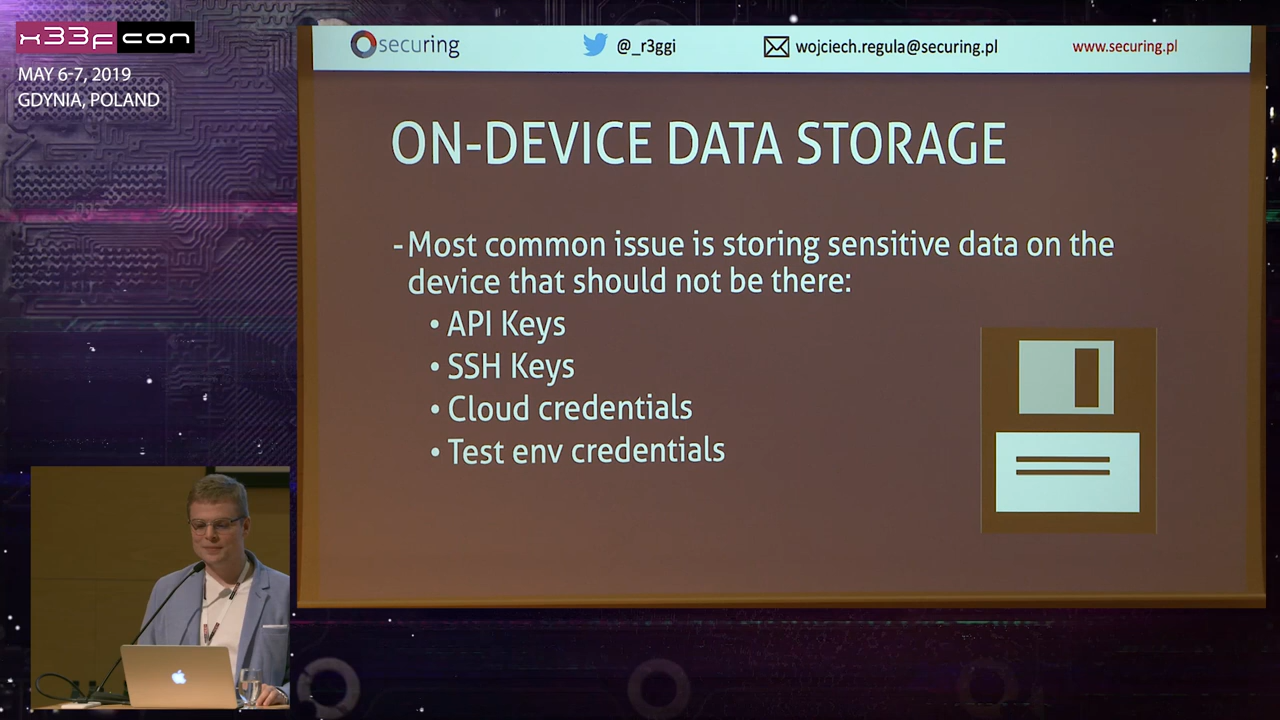 x33fcon
MAY 6-7, 2019
GDYNIA, POLAND
securing
@_r3ggi
wojciech.regula@securing.pl
www.securing.pl
ON-DEVICE DATA STORAGE
- Most common issue is storing sensitive data on the
device that should not be there:
• API Keys
• SSH Keys
• Cloud credentials
• Test env credentials